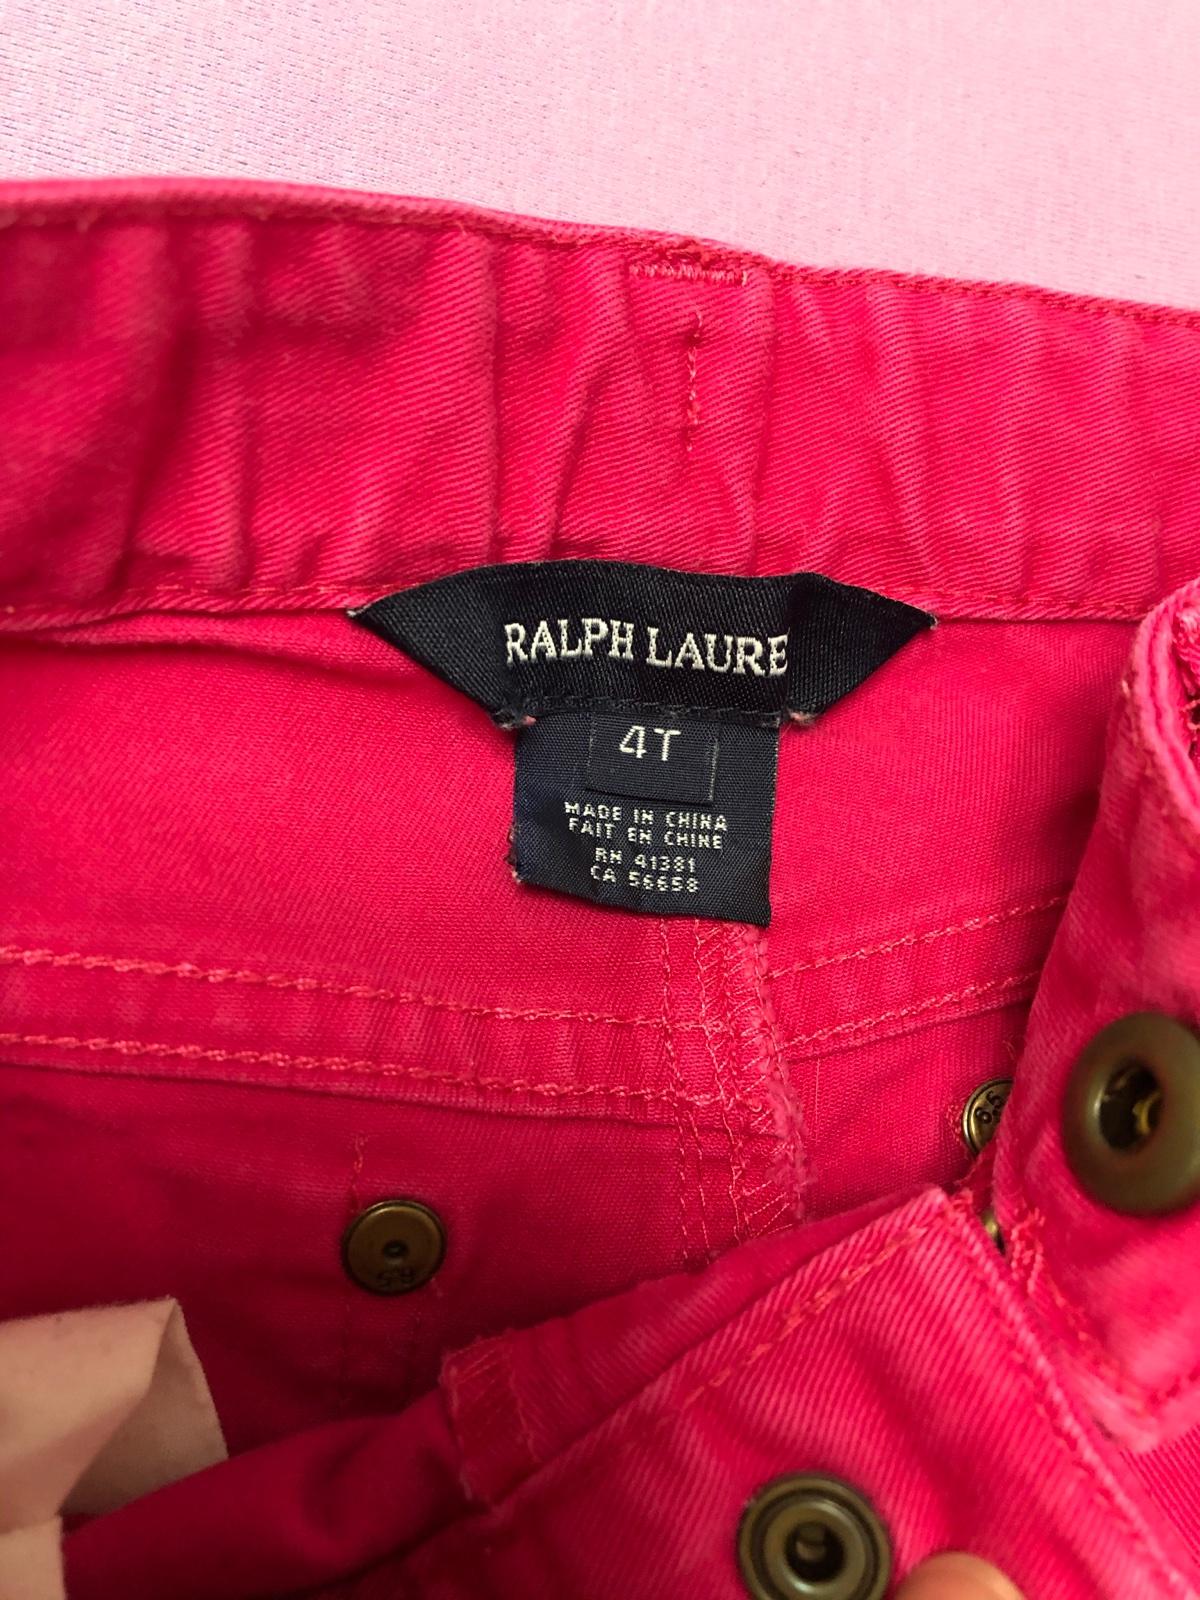 RALPH LAURE
4T
MADE IN CHINA
FAIT EN CHINE
RN 41381
CA 56658